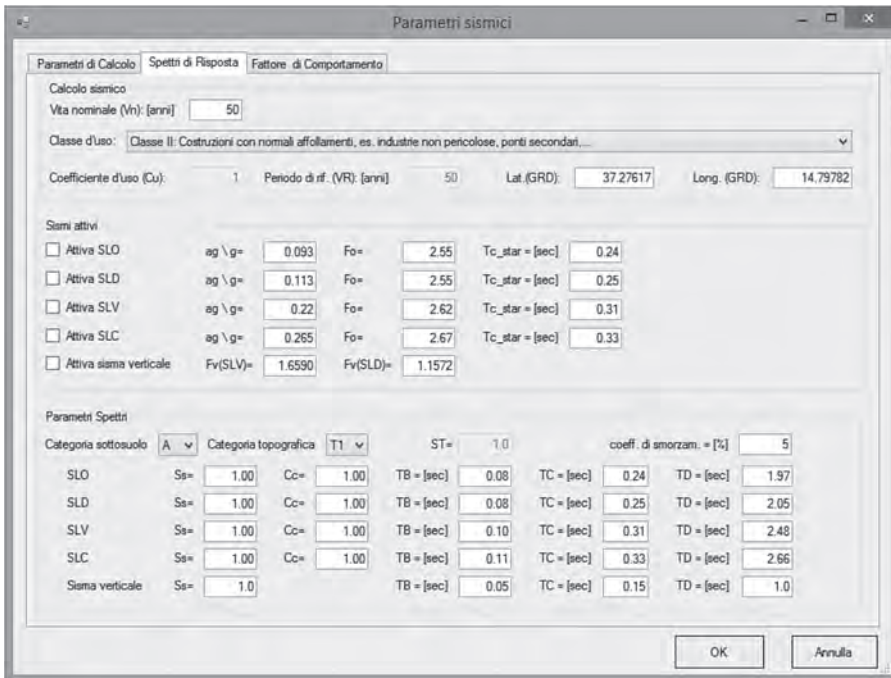 Parametri sismici
Parametri di Calcolo Spettri di Risposta Fattore di Comportamento
Calcolo sismico
Vita nominale (Vn): [anni] 50
Classe d'uso: Classe II: Costruzioni con normali affollamenti, es. industrie non pericolose, ponti secondari,...
Coefficiente d'uso (Cu): 1 Periodo di rif. (VR): [anni] 50 Lat.(GRD): 37.27617 Long. (GRD): 14.79782
Sismi attivi
Attiva SLO ag \ g= 0.093 Fo= 2.55 Tc_star = [sec] 0.24
Attiva SLD ag \ g= 0.113 Fo= 2.55 Tc_star = [sec] 0.25
Attiva SLV ag \ g= 0.22 Fo= 2.62 Tc_star = [sec] 0.31
Attiva SLC ag \ g= 0.265 Fo= 2.67 Tc_star = [sec] 0.33
Attiva sisma verticale Fv(SLV)= 1.6590 Fv(SLD)= 1.1572
Parametri Spettri
Categoria sottosuolo A Categoria topografica T1 ST= 1.0 coeff. di smorzam. = [%] 5
SLO Ss= 1.00 Cc= 1.00 TB = [sec] 0.08 TC = [sec] 0.24 TD = [sec] 1.97
SLD Ss= 1.00 Cc= 1.00 TB = [sec] 0.08 TC = [sec] 0.25 TD = [sec] 2.05
SLV Ss= 1.00 Cc= 1.00 TB = [sec] 0.10 TC = [sec] 0.31 TD = [sec] 2.48
SLC Ss= 1.00 Cc= 1.00 TB = [sec] 0.11 TC = [sec] 0.33 TD = [sec] 2.66
Sisma verticale Ss= 1.0 TB = [sec] 0.05 TC = [sec] 0.15 TD = [sec] 1.0
OK Annulla